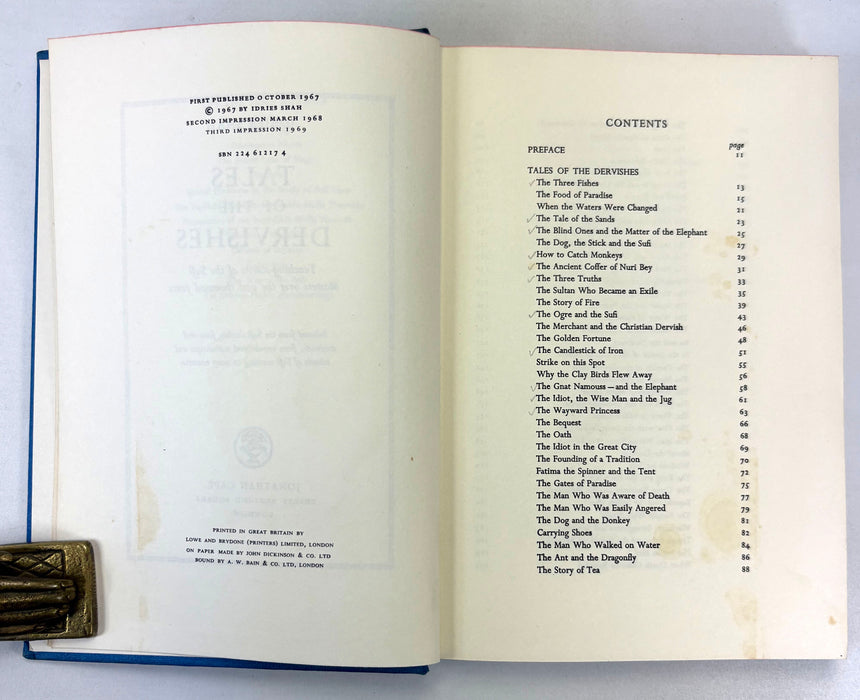 FIRST PUBLISHED OCTOBER 1967
© 1967 BY IDRIES SHAH
SECOND IMPRESSION MARCH 1968
THIRD IMPRESSION 1969
SBN 224 61217 4
PRINTED IN GREAT BRITAIN BY
LOWE AND BRYDONE (PRINTERS) LIMITED, LONDON
ON PAPER MADE BY JOHN DICKINSON & CO. LTD
BOUND BY A. W. BAIN & CO. LTD, LONDON
CONTENTS
page
PREFACE 11
TALES OF THE DERVISHES
The Three Fishes 13
The Food of Paradise 15
When the Waters Were Changed 21
The Tale of the Sands 23
The Blind Ones and the Matter of the Elephant 25
The Dog, the Stick and the Sufi 27
How to Catch Monkeys 29
The Ancient Coffer of Nuri Bey 31
The Three Truths 33
The Sultan Who Became an Exile 35
The Story of Fire 39
The Ogre and the Sufi 43
The Merchant and the Christian Dervish 46
The Golden Fortune 48
The Candlestick of Iron 51
Strike on this Spot 55
Why the Clay Birds Flew Away 56
The Gnat Namouss — and the Elephant 58
The Idiot, the Wise Man and the Jug 61
The Wayward Princess 63
The Bequest 66
The Oath 68
The Idiot in the Great City 69
The Founding of a Tradition 70
Fatima the Spinner and the Tent 72
The Gates of Paradise 75
The Man Who Was Aware of Death 77
The Man Who Was Easily Angered 79
The Dog and the Donkey 81
Carrying Shoes 82
The Man Who Walked on Water 84
The Ant and the Dragonfly 86
The Story of Tea 88